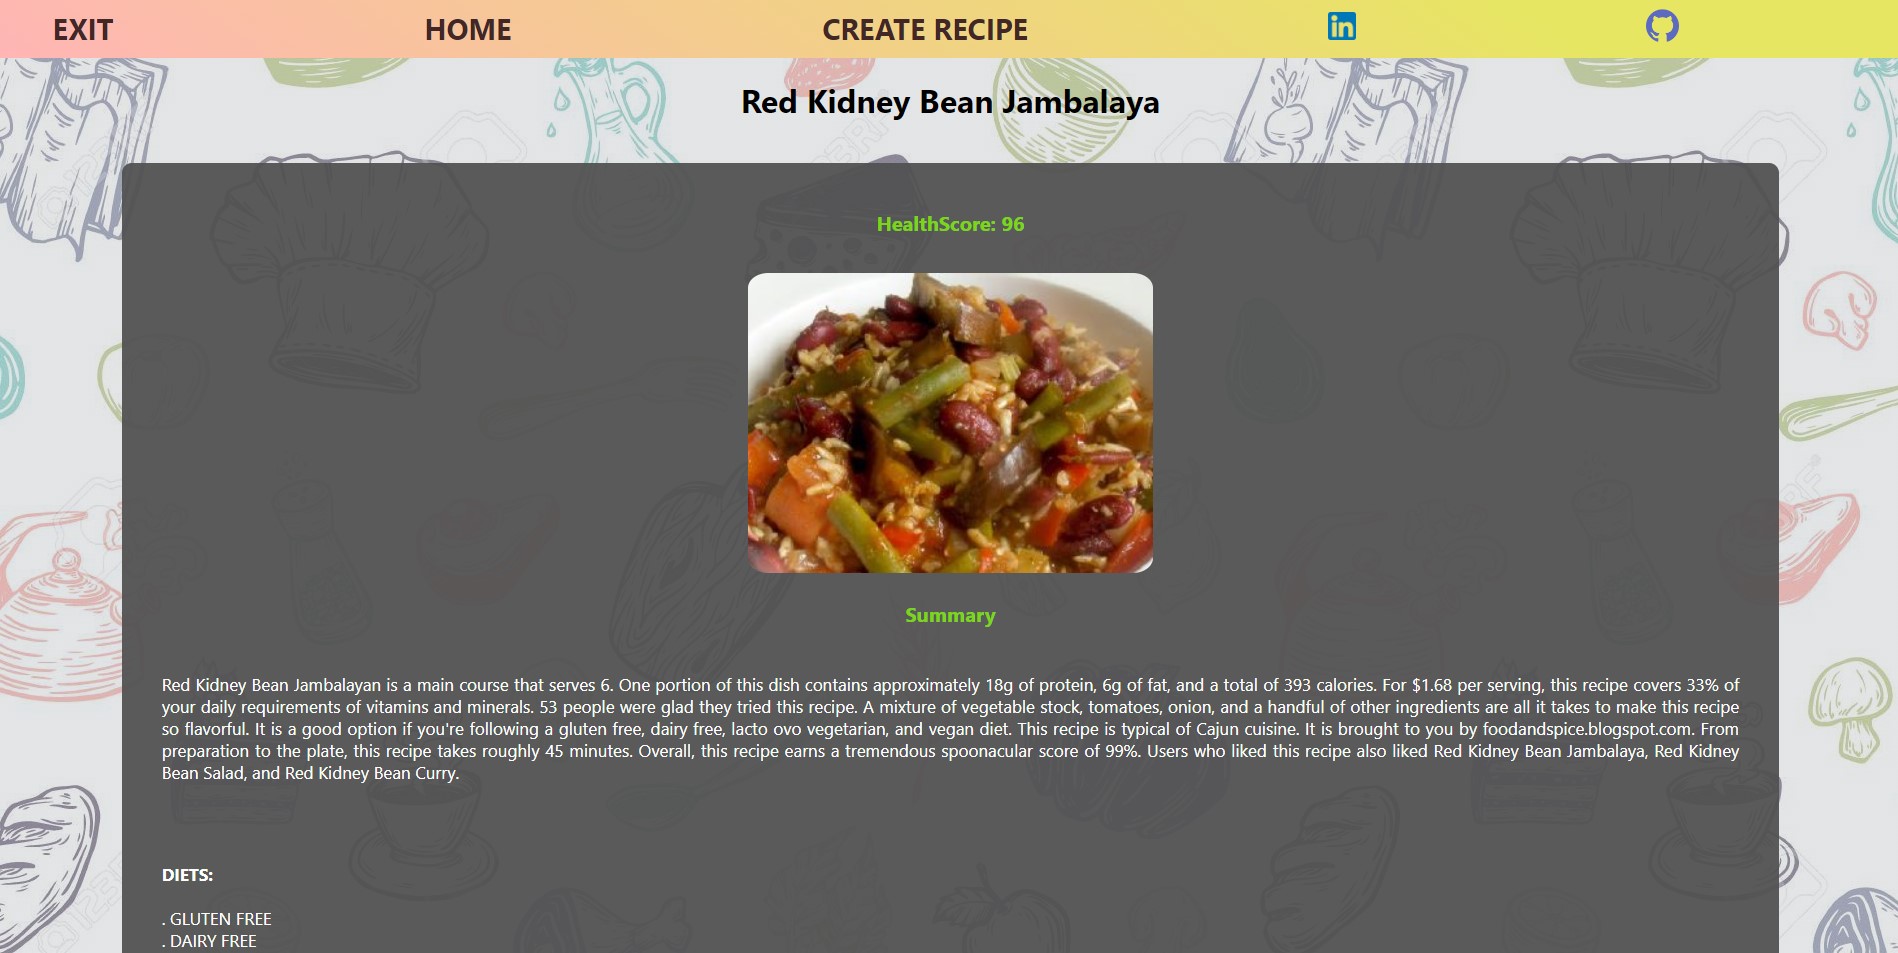 EXIT HOME CREATE RECIPE in
Red Kidney Bean Jambalaya
HealthScore: 96
Summary
Red Kidney Bean Jambalayan is a main course that serves 6. One portion of this dish contains approximately 18g of protein, 6g of fat, and a total of 393 calories. For $1.68 per serving, this recipe covers 33% of
your daily requirements of vitamins and minerals. 53 people were glad they tried this recipe. A mixture of vegetable stock, tomatoes, onion, and a handful of other ingredients are all it takes to make this recipe
so flavorful. It is a good option if you're following a gluten free, dairy free, lacto ovo vegetarian, and vegan diet. This recipe is typical of Cajun cuisine. It is brought to you by foodandspice.blogspot.com. From
preparation to the plate, this recipe takes roughly 45 minutes. Overall, this recipe earns a tremendous spoonacular score of 99%. Users who liked this recipe also liked Red Kidney Bean Jambalaya, Red Kidney
Bean Salad, and Red Kidney Bean Curry.
DIETS:
. GLUTEN FREE
. DAIRY FREE